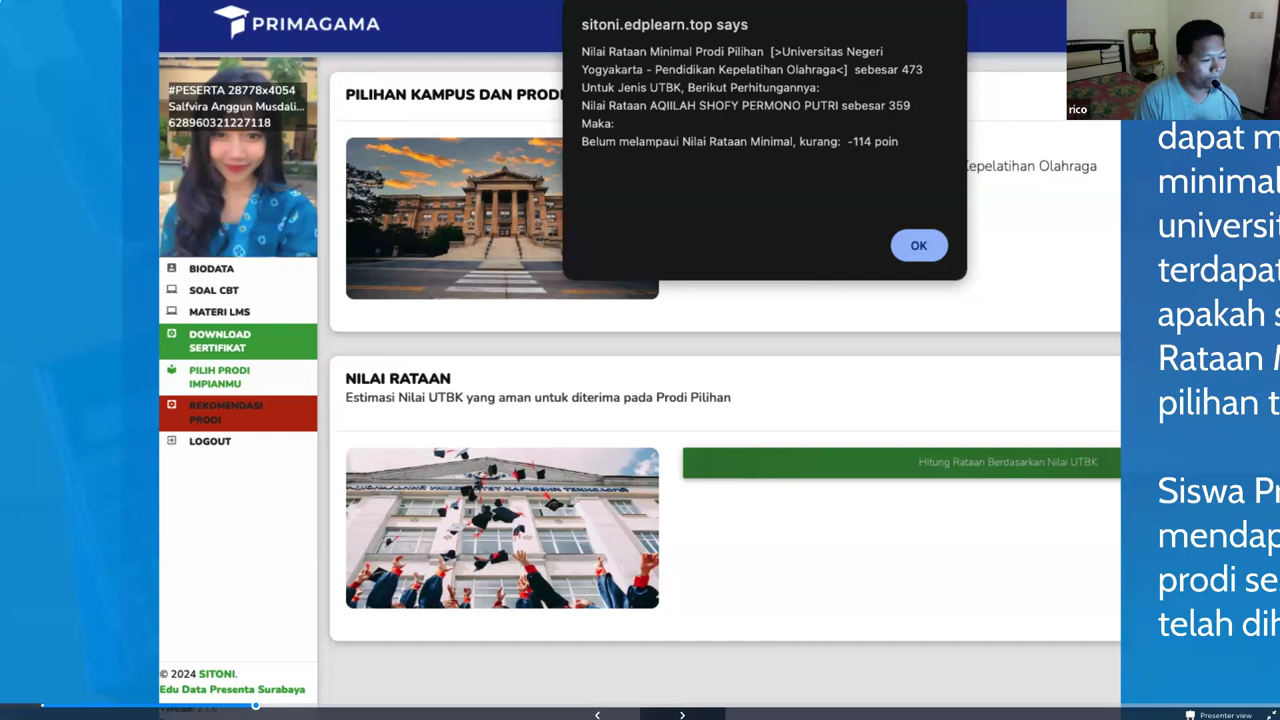 PRIMAGAMA
sitoni.edplearn.top says
Nilai Rataan Minimal Prodi Pilihan [>Universitas Negeri
Yogyakarta - Pendidikan Kepelatihan Olahraga<] sebesar 473
Untuk Jenis UTBK, Berikut Perhitungannya:
Nilai Rataan AQIILAH SHOFY PERMONO PUTRI sebesar 359
Maka:
Belum melampaui Nilai Rataan Minimal, kurang: -114 poin
OK
rico
#PESERTA 28778x4054
Salfvira Anggun Musdali...
628960321227118
BIODATA
SOAL CBT
MATERI LMS
DOWNLOAD
SERTIFIKAT
PILIH PRODI
IMPIANMU
REKOMENDASI
PRODI
LOGOUT
© 2024 SITONI.
Edu Data Presenta Surabaya
PILIHAN KAMPUS DAN PRODI
Kepelatihan Olahraga
NILAI RATAAN
Estimasi Nilai UTBK yang aman untuk diterima pada Prodi Pilihan
Hitung Rataan Berdasarkan Nilai UTBK
dapat m
minimal
universit
terdapat
apakah s
Rataan M
pilihan t
Siswa Pr
mendap
prodi se
telah dih
Presenter view